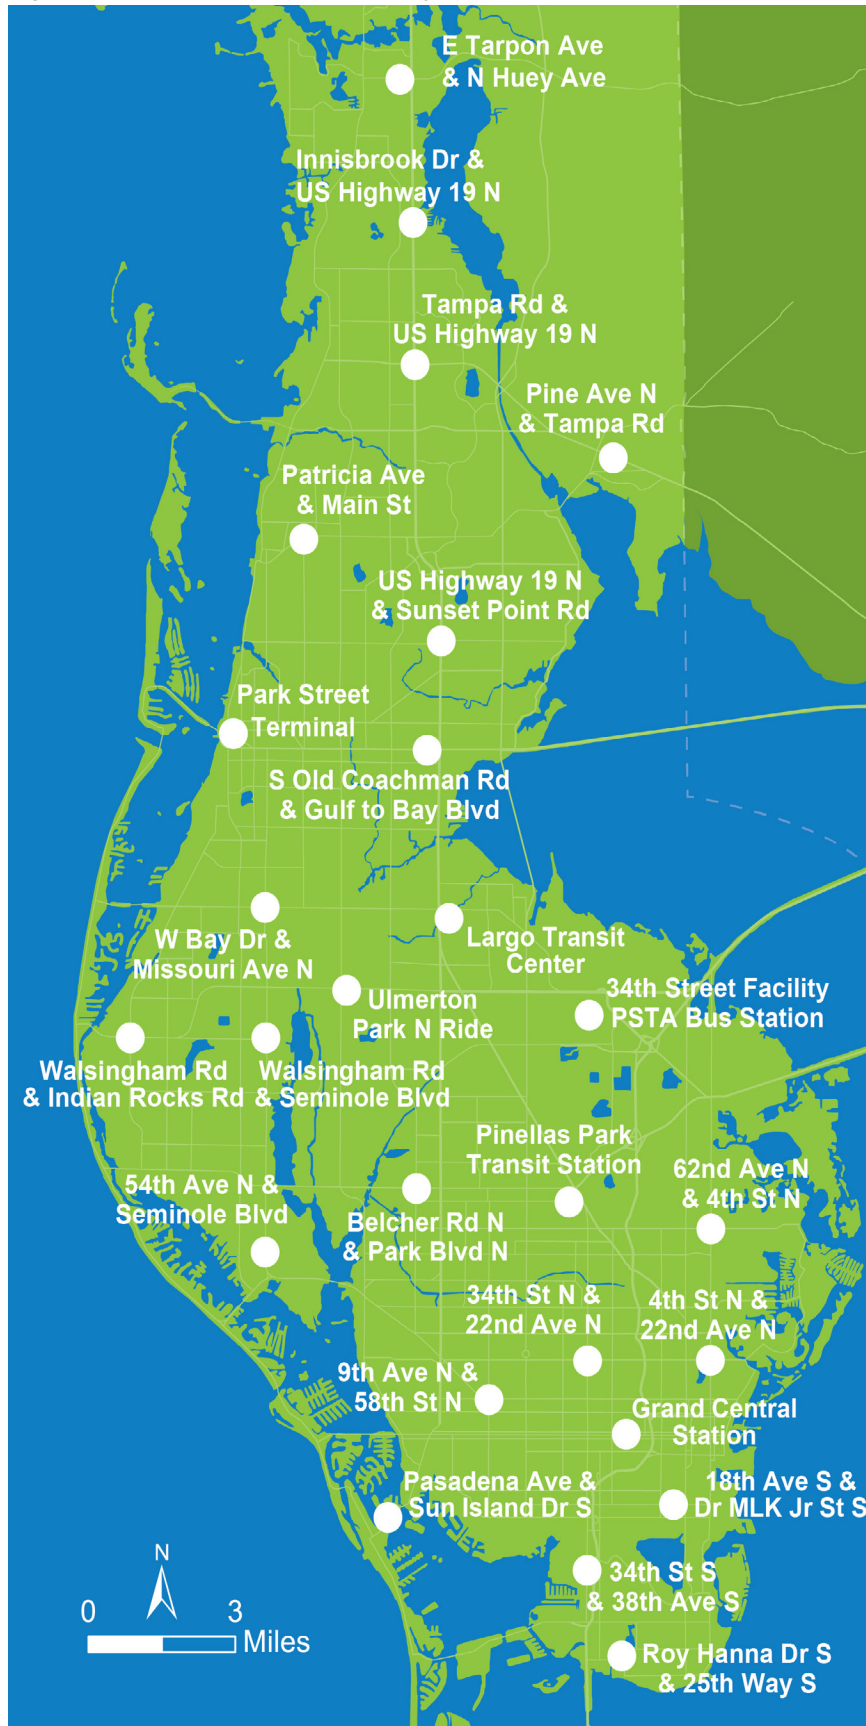 E Tarpon Ave
& N Huey Ave
Innisbrook Dr &
US Highway 19 N
Tampa Rd &
US Highway 19 N
Pine Ave N
& Tampa Rd
Patricia Ave
& Main St
US Highway 19 N
& Sunset Point Rd
Park Street
Terminal
S Old Coachman Rd
& Gulf to Bay Blvd
W Bay Dr &
Missouri Ave N
Largo Transit
Center
Ulmerton
Park N Ride
34th Street Facility
PSTA Bus Station
Walsingham Rd
& Indian Rocks Rd
Walsingham Rd
& Seminole Blvd
Pinellas Park
Transit Station
62nd Ave N
& 4th St N
54th Ave N &
Seminole Blvd
Belcher Rd N
& Park Blvd N
34th St N &
22nd Ave N
4th St N &
22nd Ave N
9th Ave N &
58th St N
Grand Central
Station
Pasadena Ave &
Sun Island Dr S
18th Ave S &
Dr MLK Jr St S
34th St S
& 38th Ave S
Roy Hanna Dr S
& 25th Way S
N
0 3
Miles